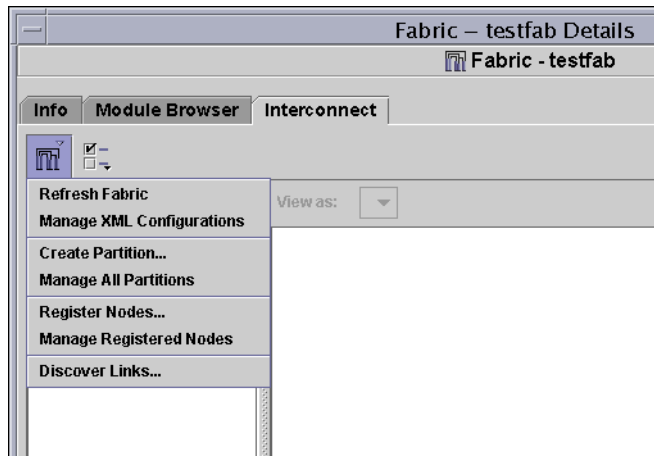 Fabric – testfab Details
Fabric - testfab
Info Module Browser Interconnect
Refresh Fabric
View as:
Manage XML Configurations
Create Partition...
Manage All Partitions
Register Nodes...
Manage Registered Nodes
Discover Links...